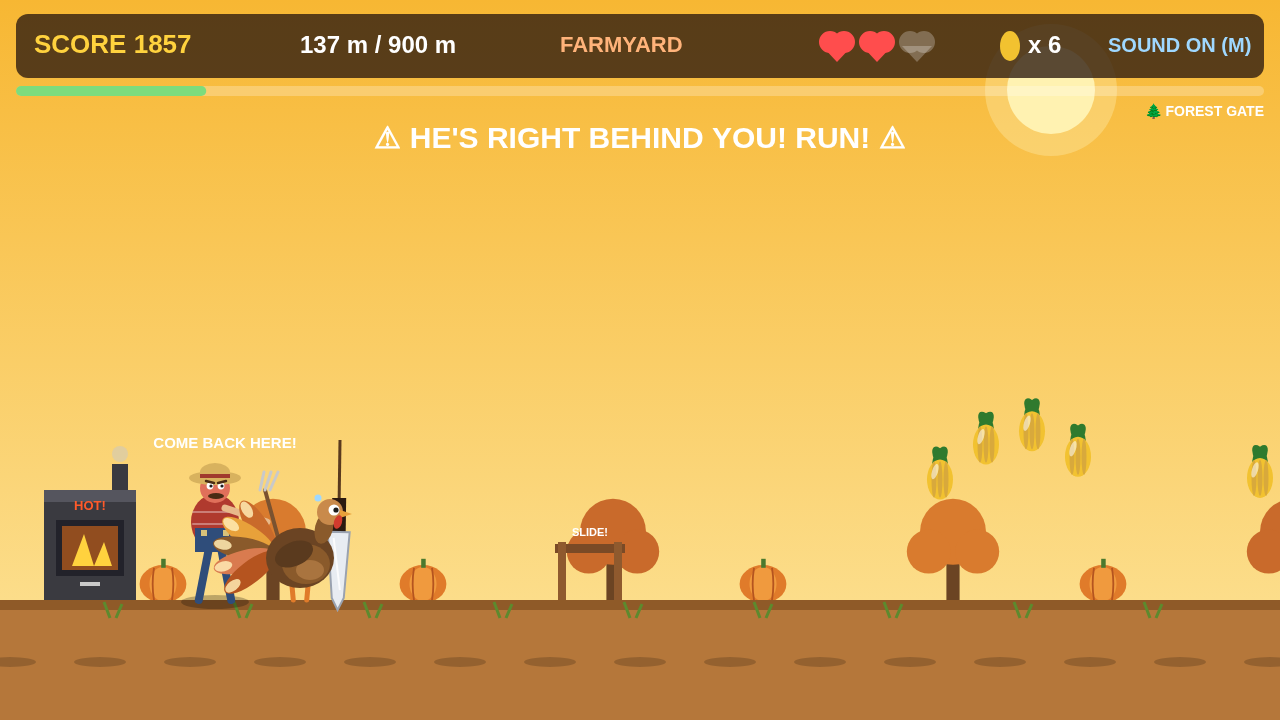 SCORE 1857
137 m / 900 m
FARMYARD
x 6
SOUND ON (M)
🌲 FOREST GATE
⚠ HE'S RIGHT BEHIND YOU! RUN! ⚠
COME BACK HERE!
HOT!
SLIDE!